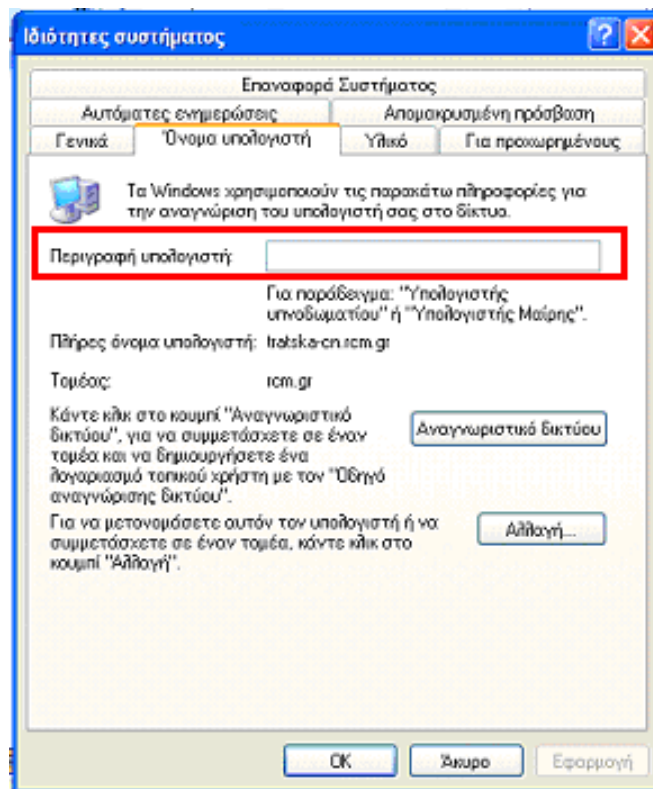 Ιδιότητες συστήματος
Επαναφορά Συστήματος
Αυτόματες ενημερώσεις Απομακρυσμένη πρόσβαση
Γενικά Όνομα υπολογιστή Υλικό Για προχωρημένους
Τα Windows χρησιμοποιούν τις παρακάτω πληροφορίες για
την αναγνώριση του υπολογιστή σας στο δίκτυο.
Περιγραφή υπολογιστή:
Για παράδειγμα: "Υπολογιστής
υπνοδωματίου" ή "Υπολογιστής Μαίρης".
Πλήρες όνομα υπολογιστή: tratska-cn.rcm.gr
Τομέας: rcm.gr
Κάντε κλικ στο κουμπί "Αναγνωριστικό
δικτύου", για να συμμετάσχετε σε έναν
τομέα και να δημιουργήσετε ένα
λογαριασμό τοπικού χρήστη με τον "Οδηγό
αναγνώρισης δικτύου".
Αναγνωριστικό δικτύου
Για να μετονομάσετε αυτόν τον υπολογιστή ή να
συμμετάσχετε σε έναν τομέα, κάντε κλικ στο
κουμπί "Αλλαγή".
Αλλαγή...
OK Άκυρο Εφαρμογή